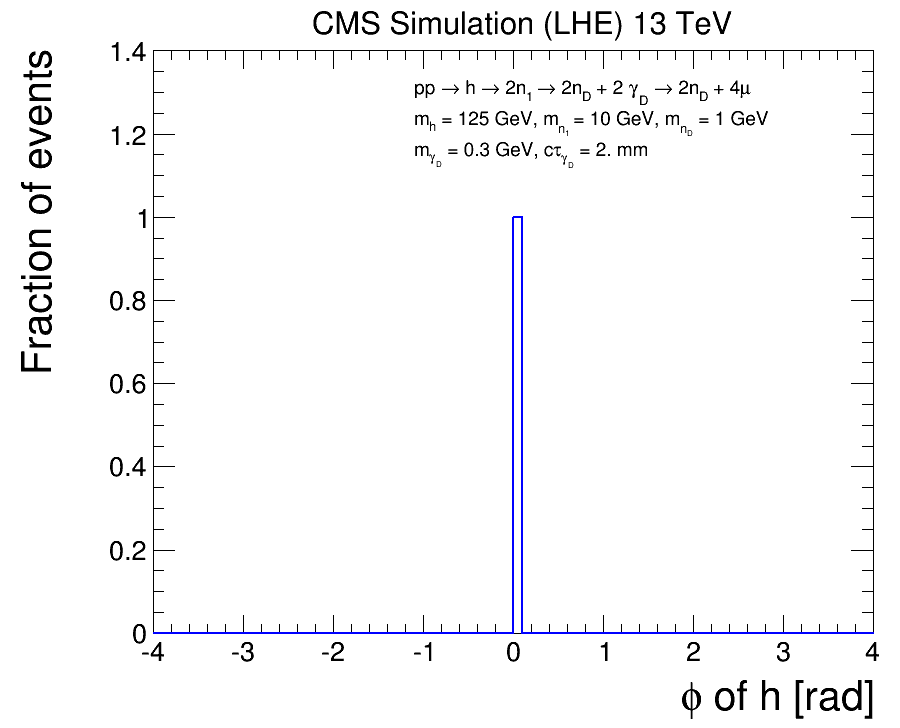 CMS Simulation (LHE) 13 TeV
Fraction of events
1.4
1.2
1
0.8
0.6
0.4
0.2
0
pp → h → 2n₁ → 2n_D + 2 γ_D → 2n_D + 4μ
m_h = 125 GeV, m_n₁ = 10 GeV, m_n_D = 1 GeV
m_γ_D = 0.3 GeV, cτ_γ_D = 2. mm
-4 -3 -2 -1 0 1 2 3 4
ϕ of h [rad]